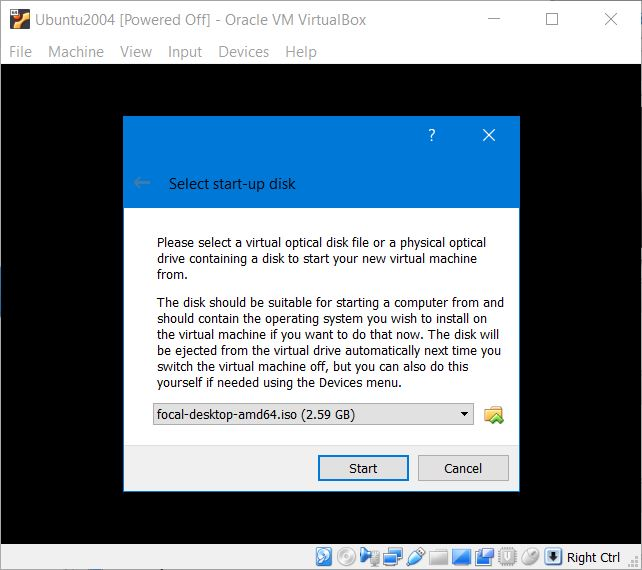 Ubuntu2004 [Powered Off] - Oracle VM VirtualBox
File Machine View Input Devices Help
?
Select start-up disk
Please select a virtual optical disk file or a physical optical
drive containing a disk to start your new virtual machine
from.
The disk should be suitable for starting a computer from and
should contain the operating system you wish to install on
the virtual machine if you want to do that now. The disk will
be ejected from the virtual drive automatically next time you
switch the virtual machine off, but you can also do this
yourself if needed using the Devices menu.
focal-desktop-amd64.iso (2.59 GB)
Start Cancel
Right Ctrl